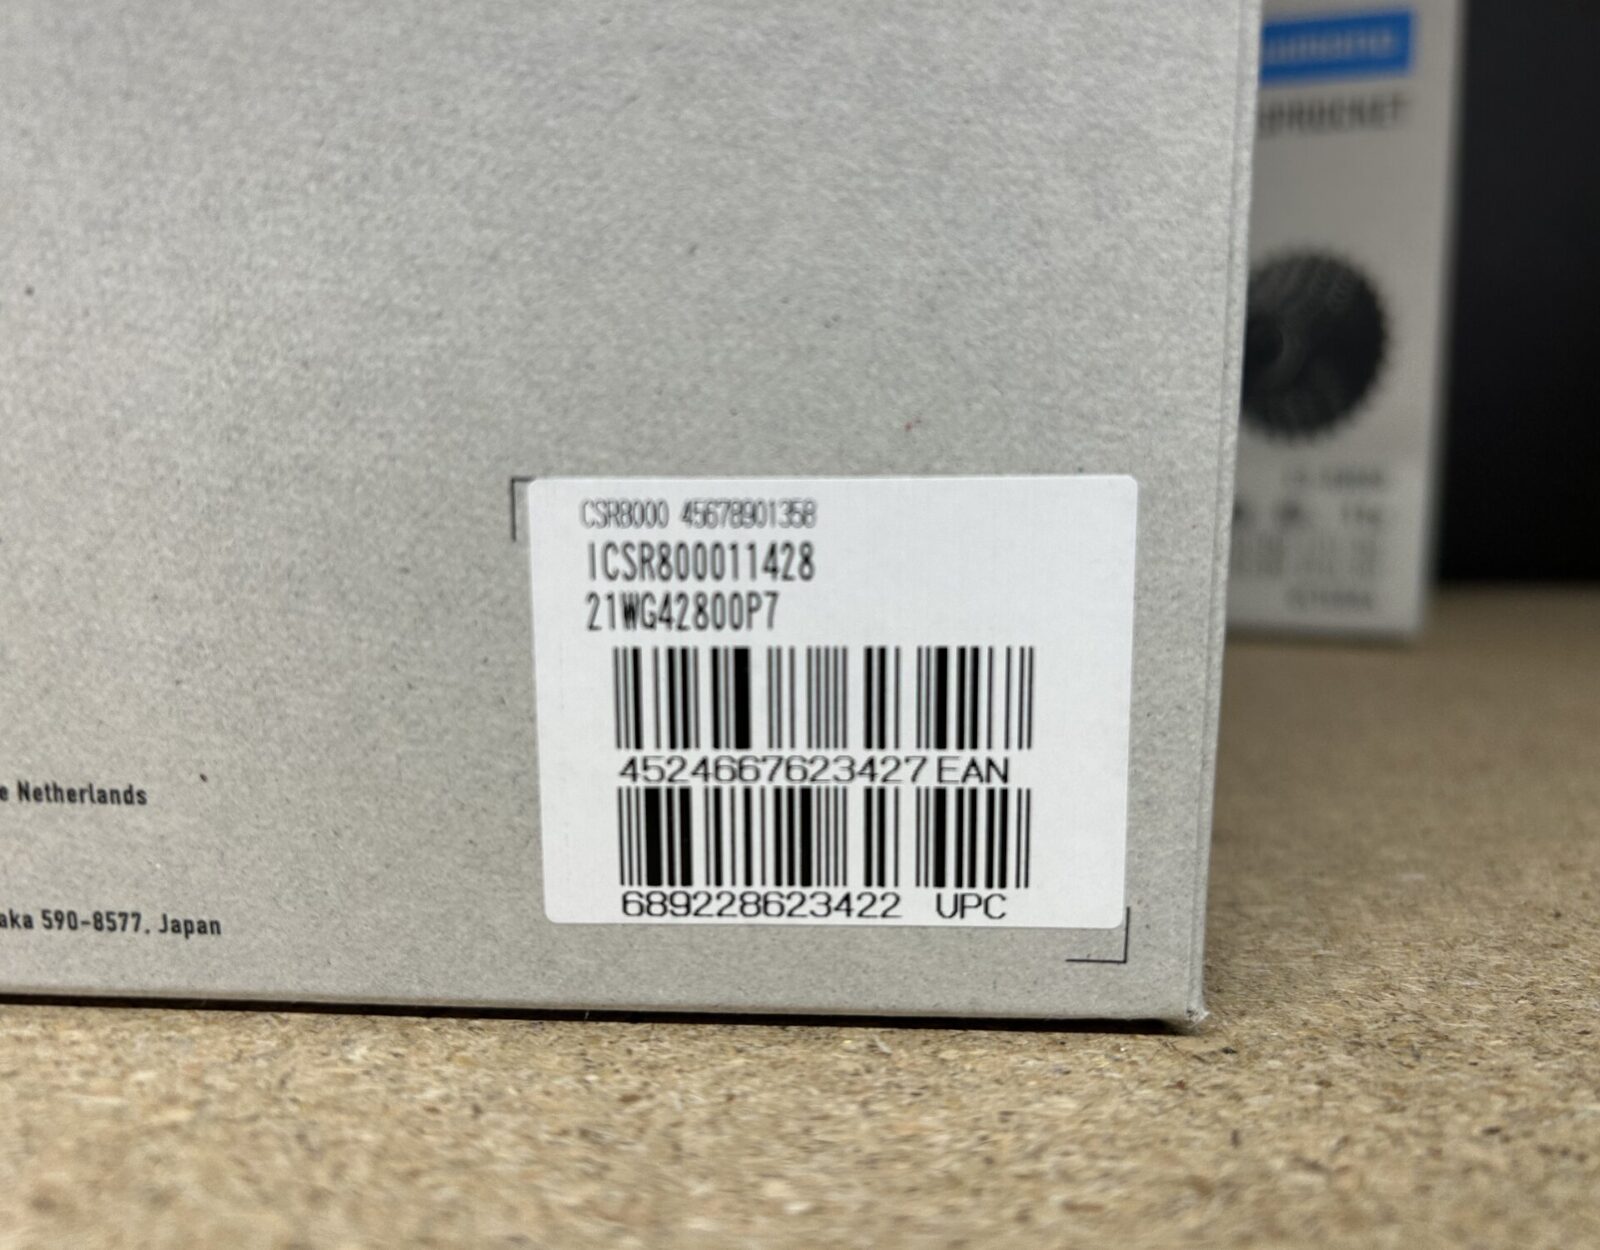 CSR8000 45678901358
ICSR800011428
21WG42800P7
4524667623427 EAN
689228623422 UPC
e Netherlands
aka 590-8577, Japan